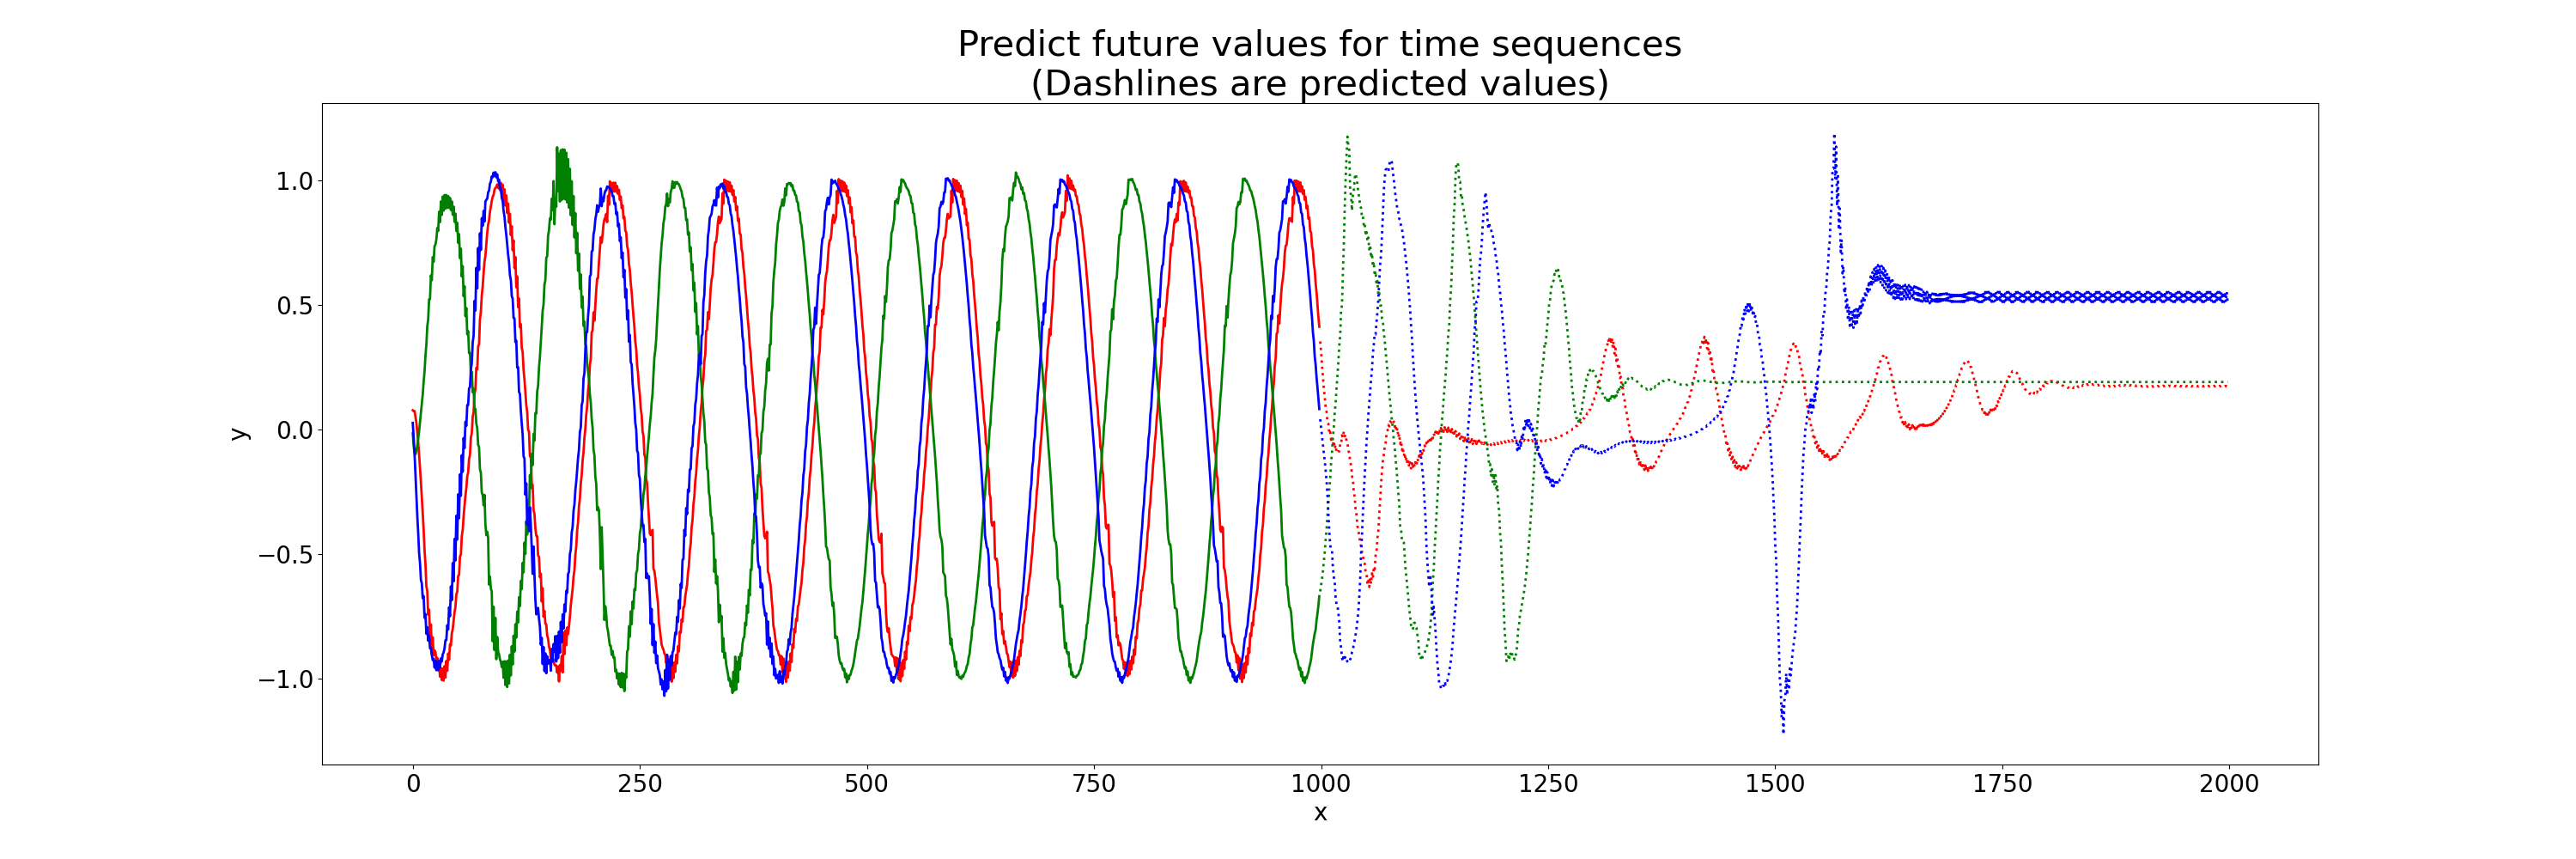 Predict future values for time sequences
(Dashlines are predicted values)
y
1.0
0.5
0.0
−0.5
−1.0
0 250 500 750 1000 1250 1500 1750 2000
x